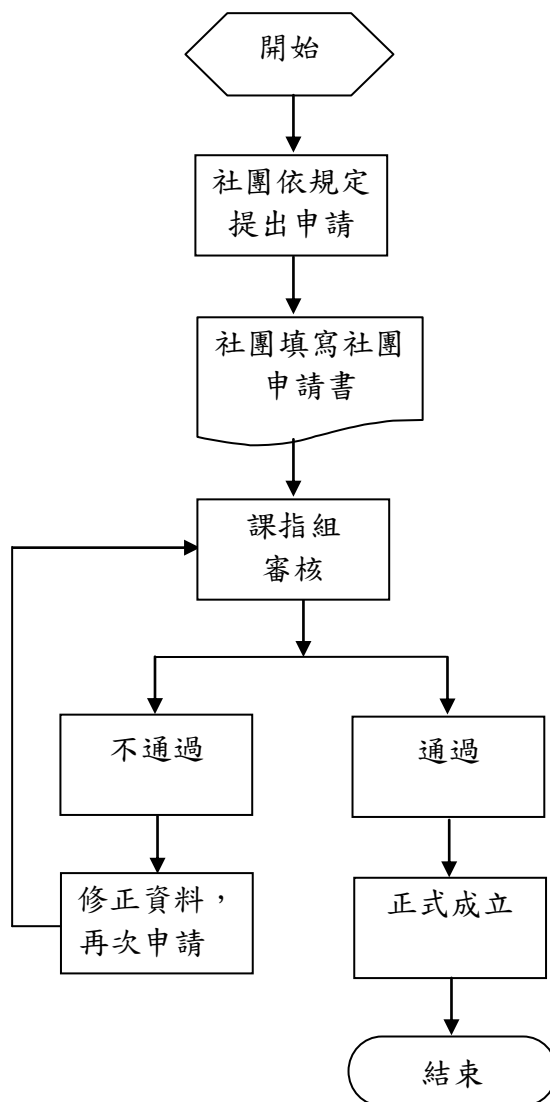 開始
社團依規定
提出申請
社團填寫社團
申請書
課指組
審核
不通過
通過
修正資料，
再次申請
正式成立
結束